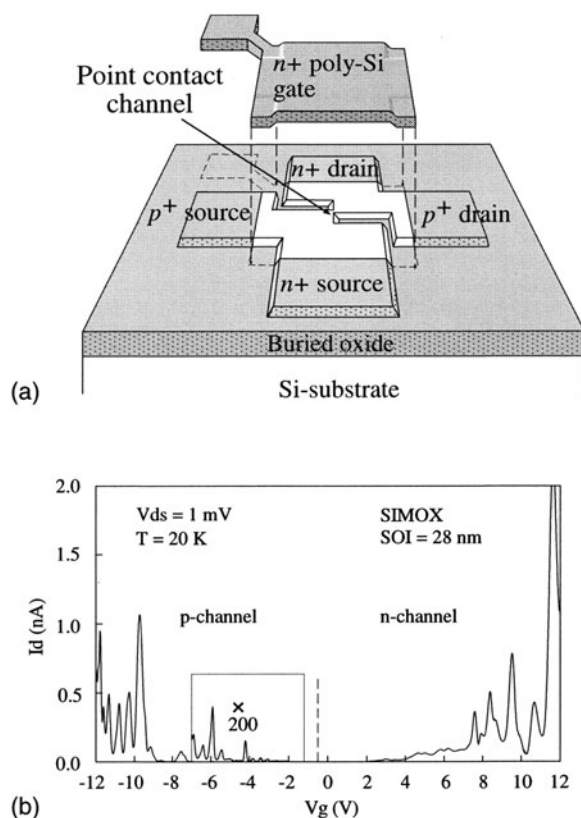 n+ poly-Si
gate
Point contact
channel
n+ drain
p+ source
p+ drain
n+ source
Buried oxide
(a)
Si-substrate
2.0
Vds = 1 mV
SIMOX
T = 20 K
SOI = 28 nm
1.5
p-channel
n-channel
Id (nA)
1.0
0.5
×
200
0.0
-12 -10 -8 -6 -4 -2 0 2 4 6 8 10 12
(b)
Vg (V)